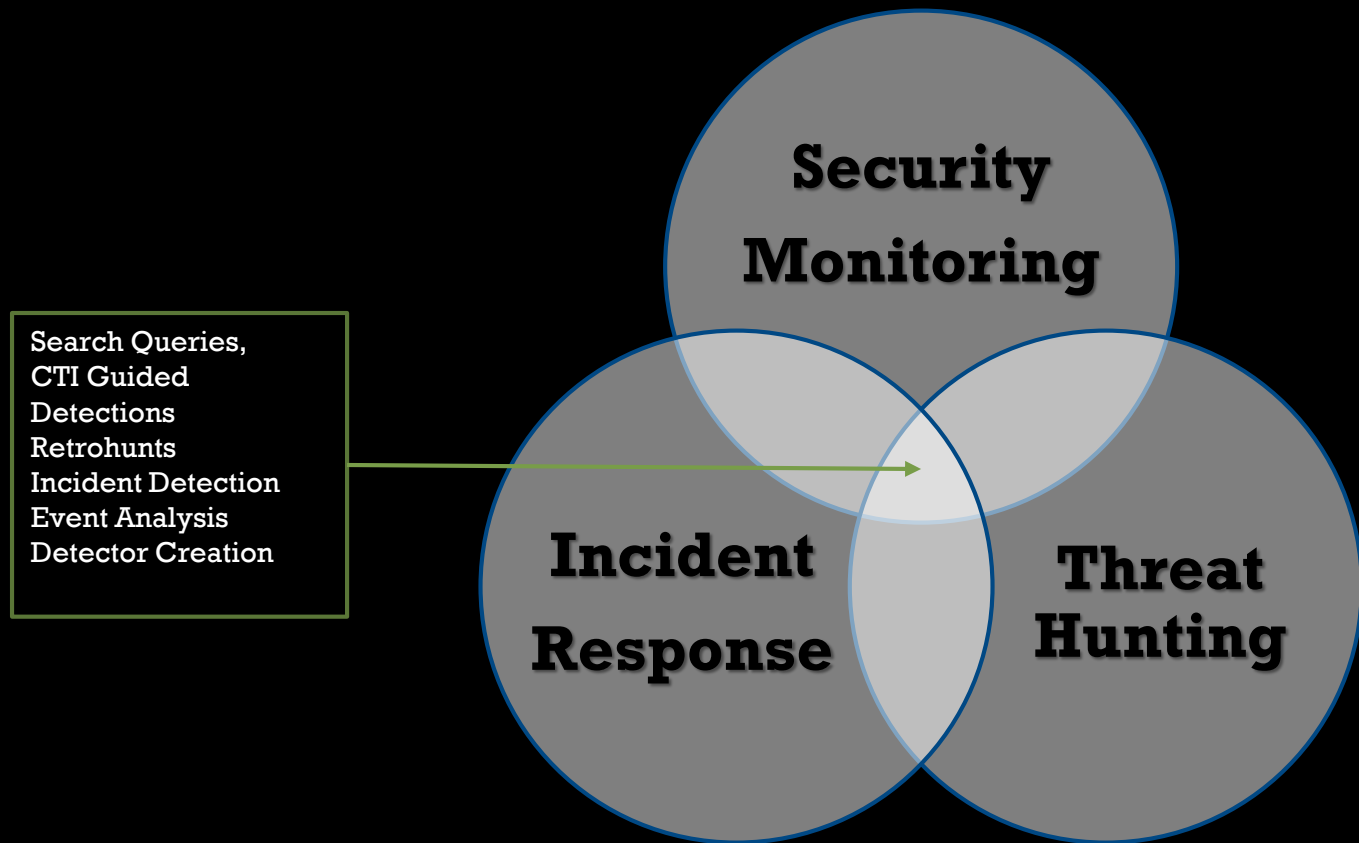 Security
Monitoring
Search Queries,
CTI Guided
Detections
Retrohunts
Incident Detection
Event Analysis
Detector Creation
Incident
Response
Threat
Hunting